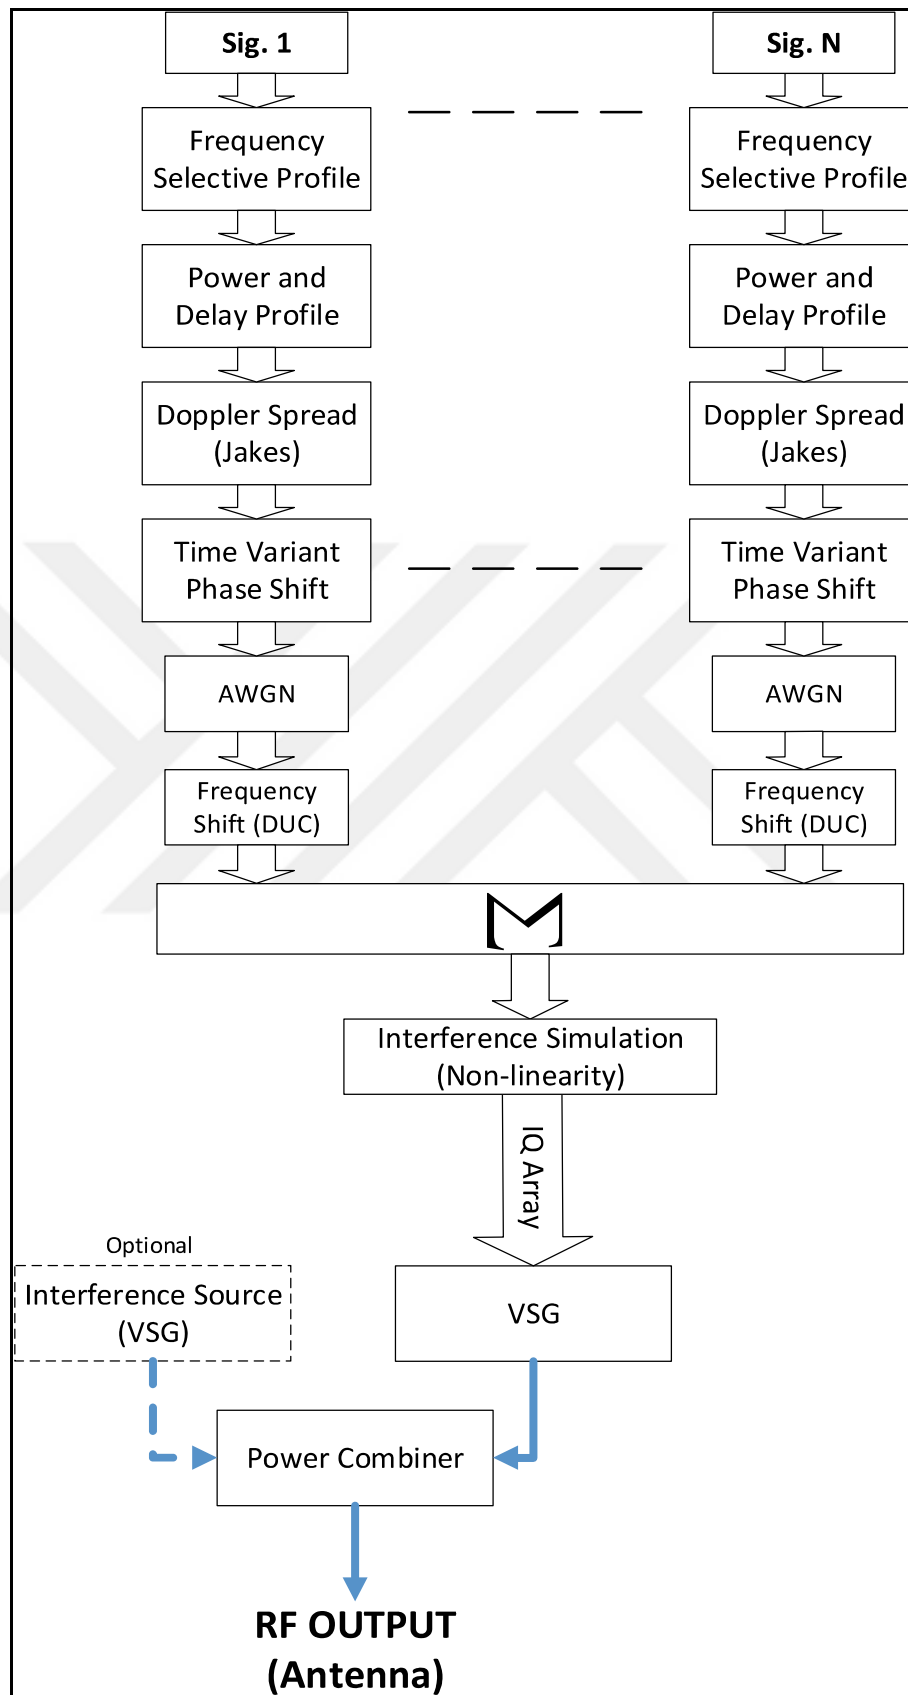 Sig. 1
Frequency
Selective Profile
Power and
Delay Profile
Doppler Spread
(Jakes)
Time Variant
Phase Shift
AWGN
Frequency
Shift (DUC)
Sig. N
Frequency
Selective Profile
Power and
Delay Profile
Doppler Spread
(Jakes)
Time Variant
Phase Shift
AWGN
Frequency
Shift (DUC)
Σ
Interference Simulation
(Non-linearity)
IQ Array
VSG
Optional
Interference Source
(VSG)
Power Combiner
RF OUTPUT
(Antenna)